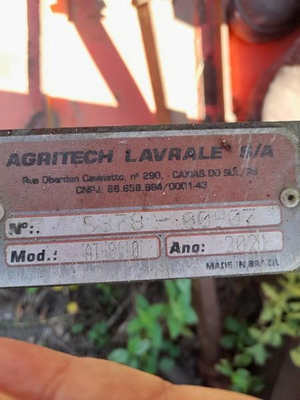 AGRITECH LAVRALE S/A
Rua Oberdan Cavinatto, nº 290, - CAXIAS DO SUL/RS
CNPJ: 88.658.984/0001-43
Nº:.
Mod.: Ano.: 2021
MADE IN BRAZIL